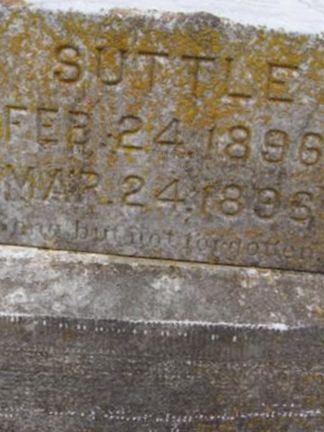 SUTTLE
FEB. 24, 1896
MAR. 24, 1896
but not forgotten